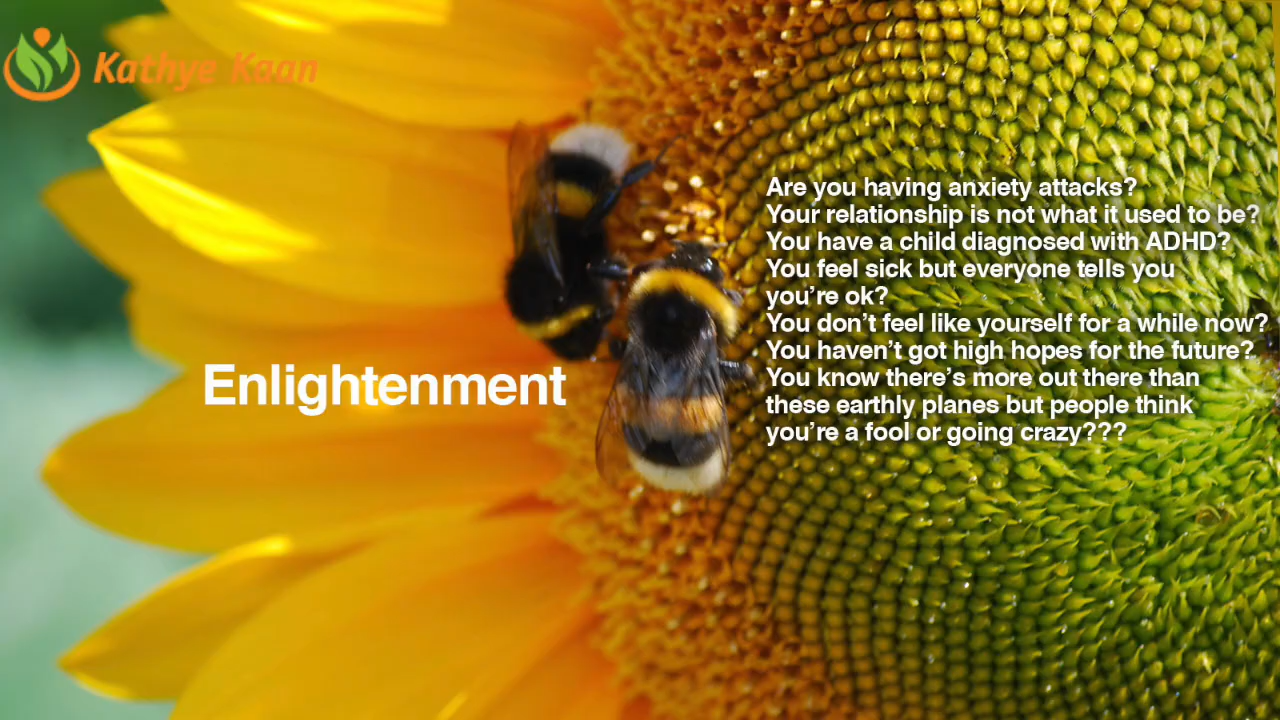 Kathye Kaan
Enlightenment
Are you having anxiety attacks?
Your relationship is not what it used to be?
You have a child diagnosed with ADHD?
You feel sick but everyone tells you
you’re ok?
You don’t feel like yourself for a while now?
You haven’t got high hopes for the future?
You know there’s more out there than
these earthly planes but people think
you’re a fool or going crazy???